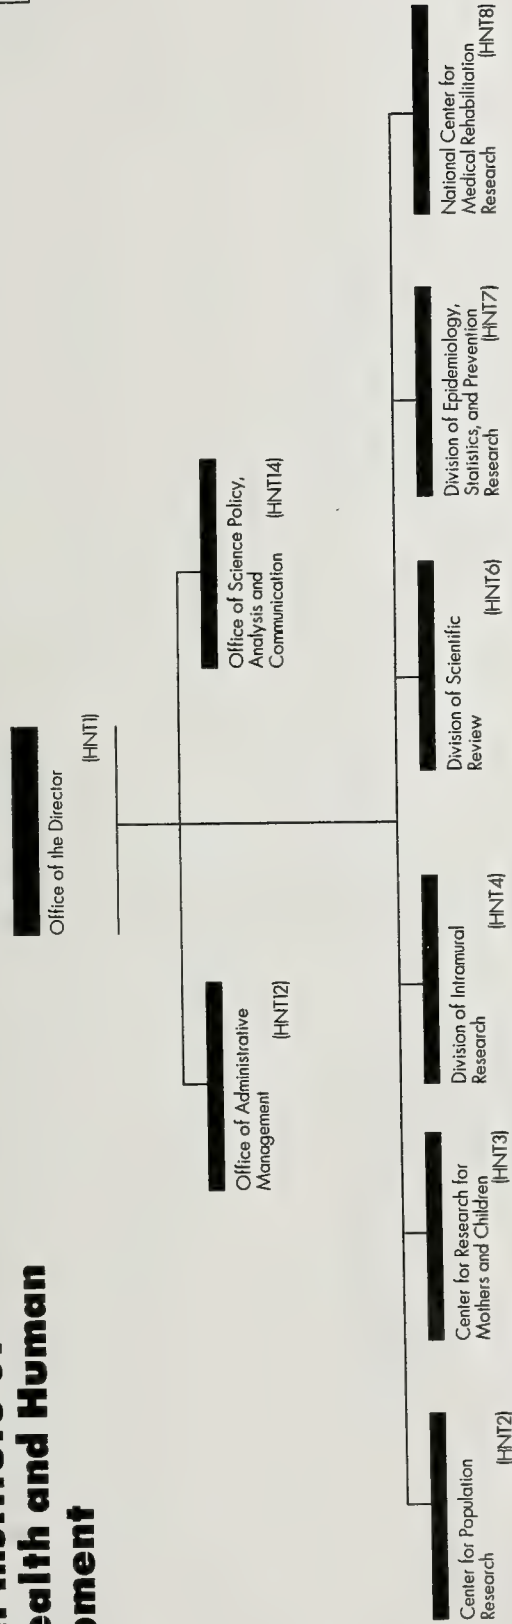 ealth and Human
Office of the Director
(HNT1)
Office of Administrative
Management
(HNT12)
Office of Science Policy,
Analysis and
Communication (HNT14)
Center for Population
Research
(HNT2)
Center for Research for
Mothers and Children
(HNT3)
Division of Intramural
Research
(HNT4)
Division of Scientific
Review
(HNT6)
Division of Epidemiology,
Statistics, and Prevention
Research (HNT7)
National Center for
Medical Rehabilitation
Research (HNT8)